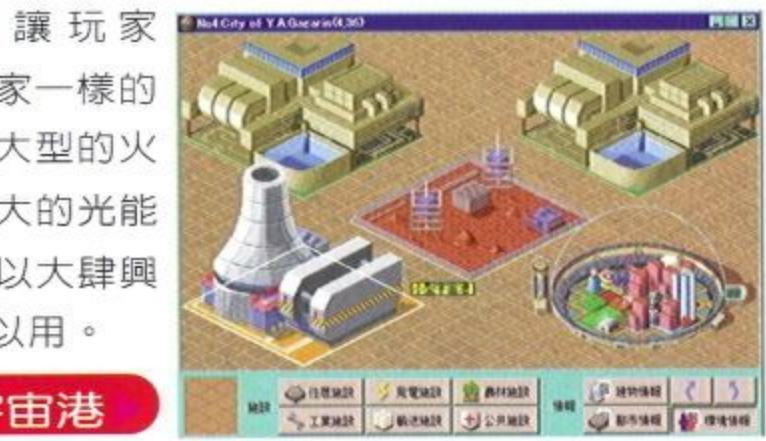 讓玩家
家一樣的
大型的火
大的光能
以大肆興
以用。
宇宙港
No4:City of Y.A.Gagarin(4,36)
施設
住居施設
発電施設
農林施設
情報
建物情報
工業施設
輸送施設
公共施設
都市情報
環境情報